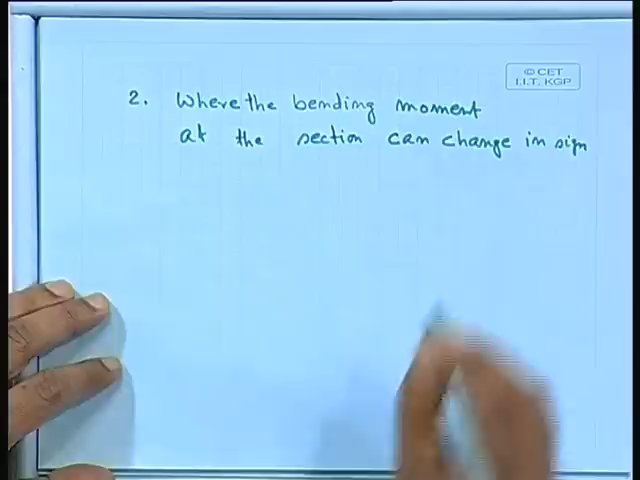 © CET
I.I.T. KGP
2. Where the bending moment
at the section can change in sign